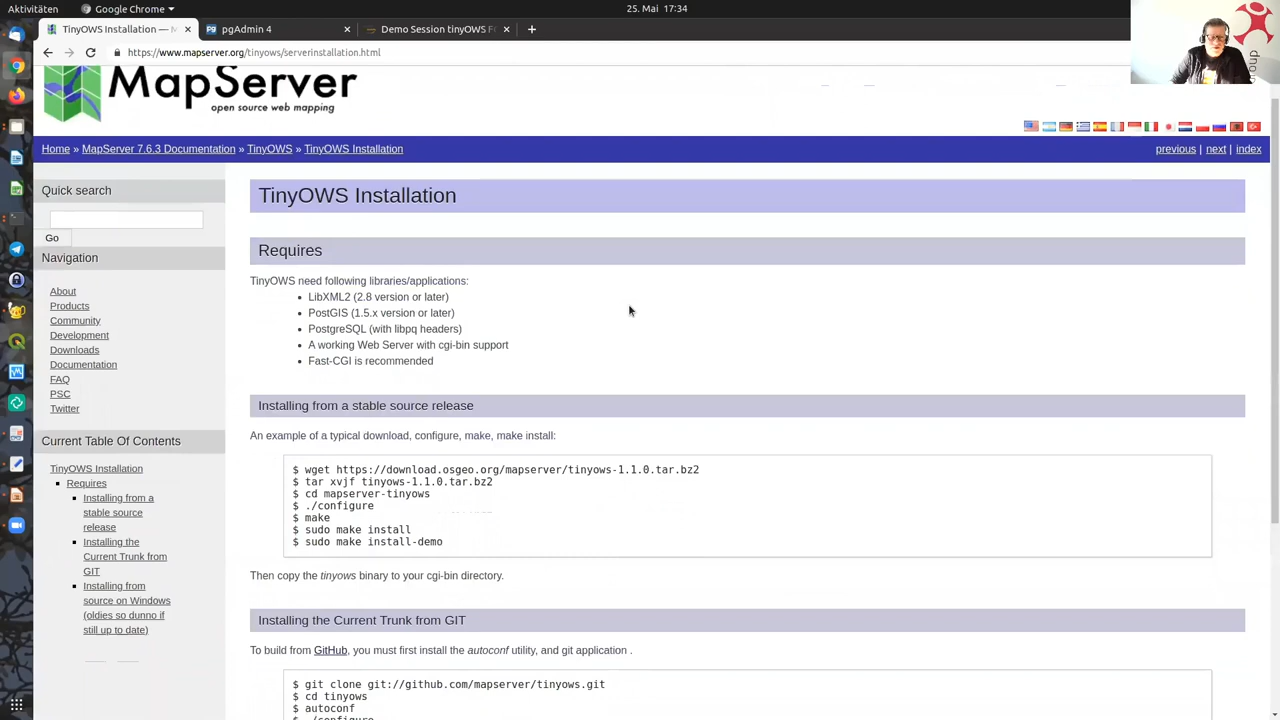 Aktivitäten
Google Chrome
25. Mai 17:34
TinyOWS Installation — M
pgAdmin 4
Demo Session tinyOWS FO
https://www.mapserver.org/tinyows/serverinstallation.html
MapServer
open source web mapping
Home » MapServer 7.6.3 Documentation » TinyOWS » TinyOWS Installation
previous | next | index
Quick search
Go
Navigation
About
Products
Community
Development
Downloads
Documentation
FAQ
PSC
Twitter
Current Table Of Contents
TinyOWS Installation
Requires
Installing from a
stable source
release
Installing the
Current Trunk from
GIT
Installing from
source on Windows
(oldies so dunno if
still up to date)
TinyOWS Installation
Requires
TinyOWS need following libraries/applications:
LibXML2 (2.8 version or later)
PostGIS (1.5.x version or later)
PostgreSQL (with libpq headers)
A working Web Server with cgi-bin support
Fast-CGI is recommended
Installing from a stable source release
An example of a typical download, configure, make, make install:
$ wget https://download.osgeo.org/mapserver/tinyows-1.1.0.tar.bz2
$ tar xvjf tinyows-1.1.0.tar.bz2
$ cd mapserver-tinyows
$ ./configure
$ make
$ sudo make install
$ sudo make install-demo
Then copy the tinyows binary to your cgi-bin directory.
Installing the Current Trunk from GIT
To build from GitHub, you must first install the autoconf utility, and git application .
$ git clone git://github.com/mapserver/tinyows.git
$ cd tinyows
$ autoconf
$ ./configure